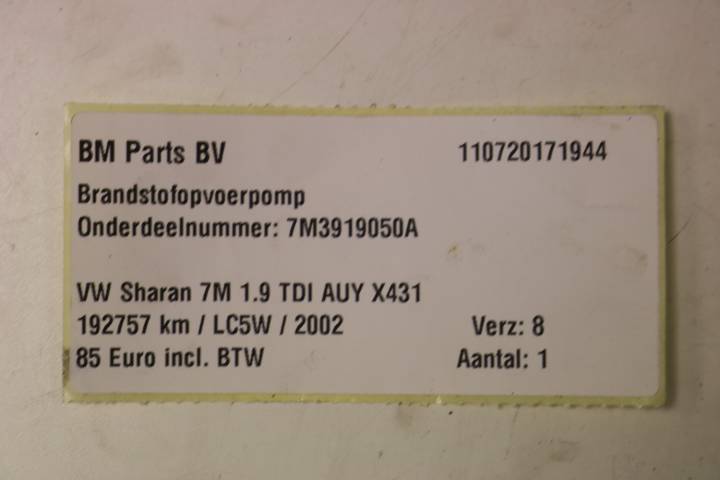 BM Parts BV 110720171944
Brandstofopvoerpomp
Onderdeelnummer: 7M3919050A
VW Sharan 7M 1.9 TDI AUY X431
192757 km / LC5W / 2002 Verz: 8
85 Euro incl. BTW Aantal: 1